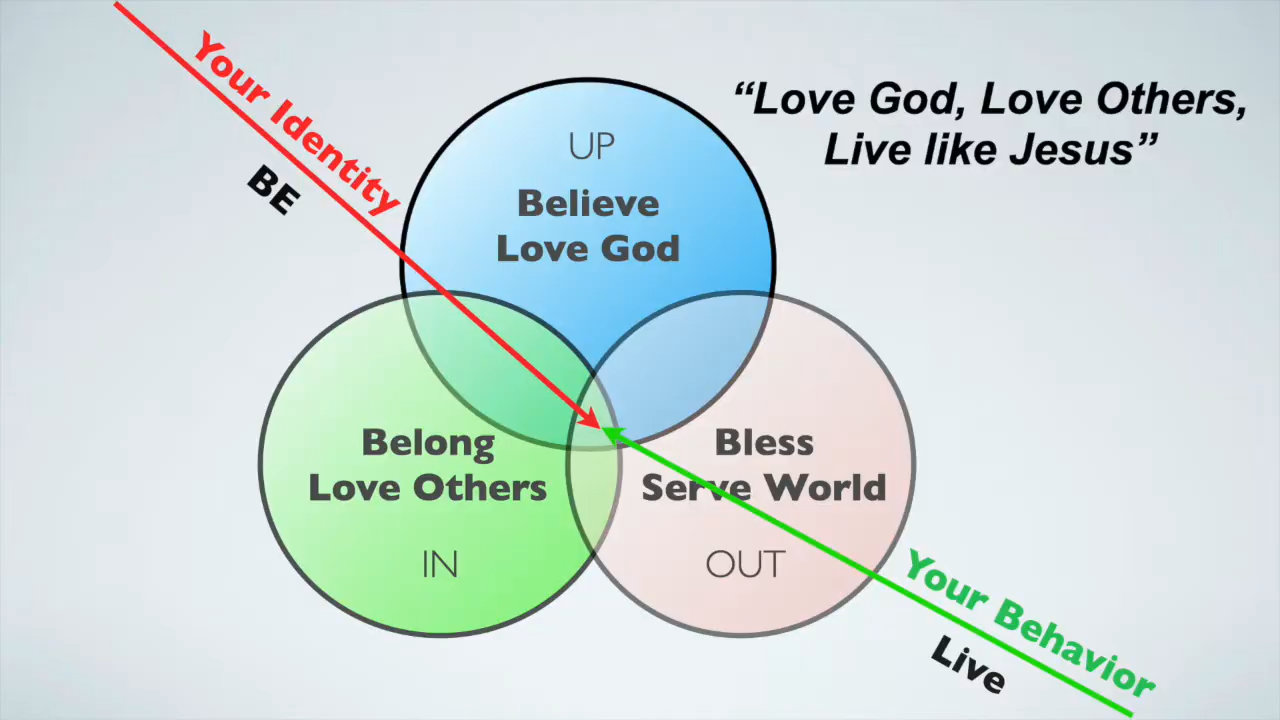 Your Identity
BE
“Love God, Love Others,
Live like Jesus”
UP
Believe
Love God
Belong
Love Others
IN
Bless
Serve World
OUT
Your Behavior
Live